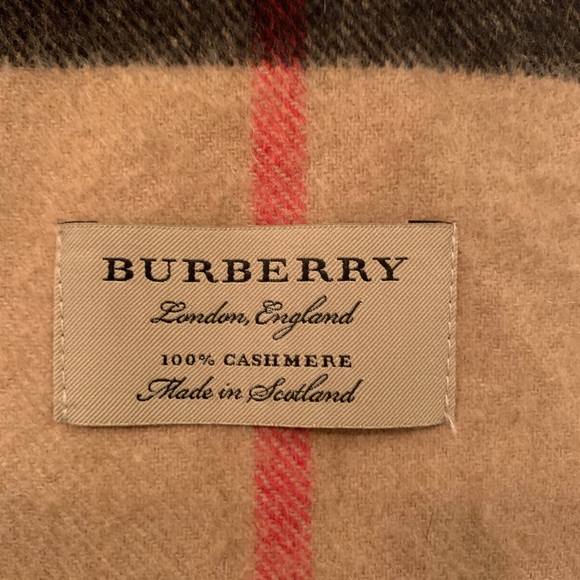 BURBERRY
London, England
100% CASHMERE
Made in Scotland